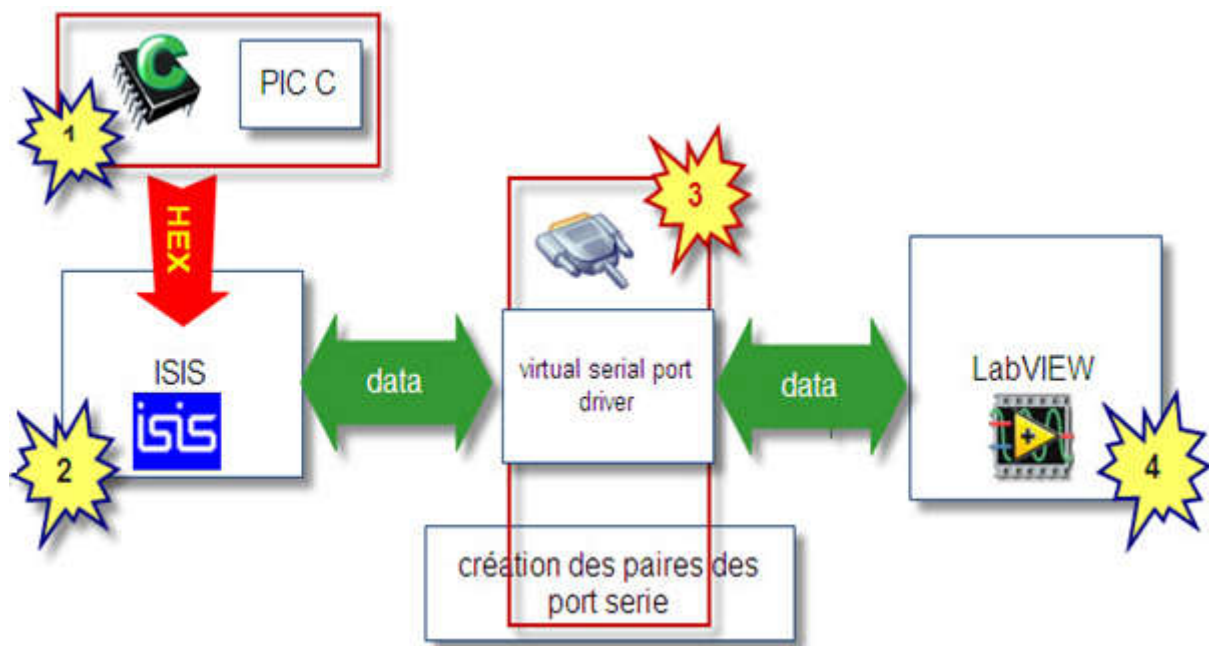 C
PIC C
1
HEX
3
ISIS
isis
2
data
virtual serial port
driver
data
LabVIEW
4
création des paires des
port serie